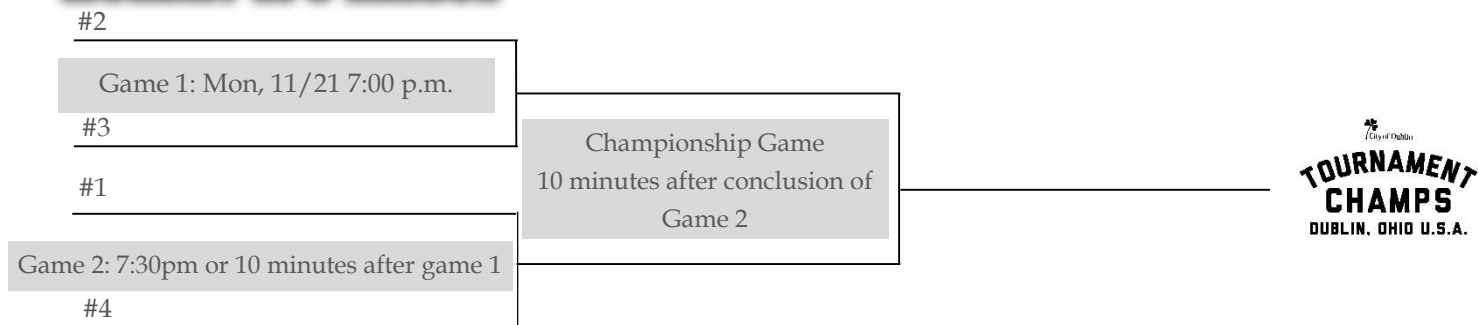 #2
Game 1: Mon, 11/21 7:00 p.m.
#3
Championship Game
10 minutes after conclusion of
Game 2
#1
Game 2: 7:30pm or 10 minutes after game 1
#4
City of Dublin
TOURNAMENT
CHAMPS
DUBLIN, OHIO U.S.A.